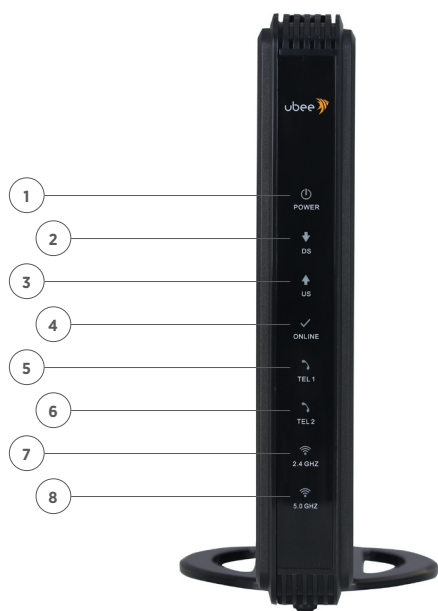 ubee
1
POWER
2
DS
3
US
4
ONLINE
5
TEL 1
6
TEL 2
7
2.4 GHZ
8
5.0 GHZ